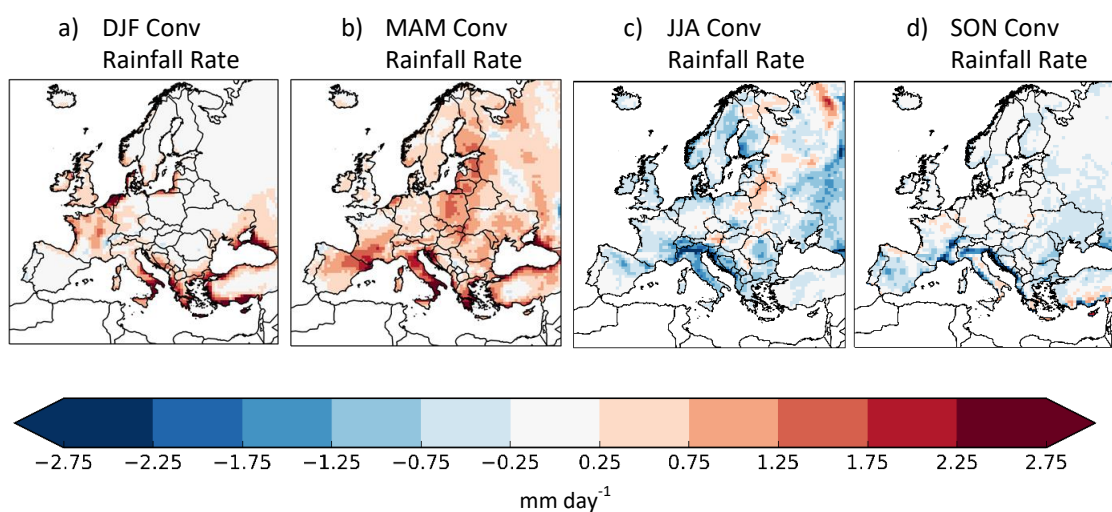 a) DJF Conv Rainfall Rate
b) MAM Conv Rainfall Rate
c) JJA Conv Rainfall Rate
d) SON Conv Rainfall Rate
−2.75 −2.25 −1.75 −1.25 −0.75 −0.25 0.25 0.75 1.25 1.75 2.25 2.75
mm day⁻¹